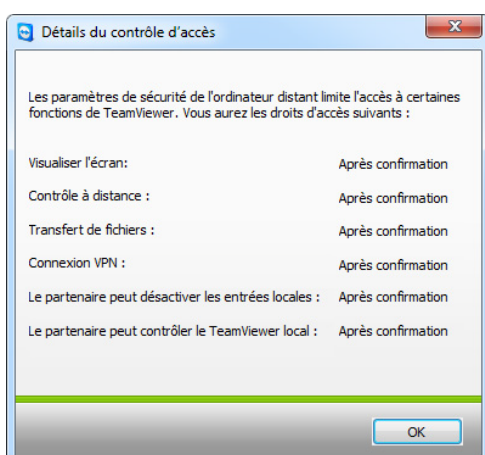 Détails du contrôle d'accès
Les paramètres de sécurité de l'ordinateur distant limite l'accès à certaines
fonctions de TeamViewer. Vous aurez les droits d'accès suivants :
Visualiser l'écran: Après confirmation
Contrôle à distance : Après confirmation
Transfert de fichiers : Après confirmation
Connexion VPN : Après confirmation
Le partenaire peut désactiver les entrées locales : Après confirmation
Le partenaire peut contrôler le TeamViewer local : Après confirmation
OK